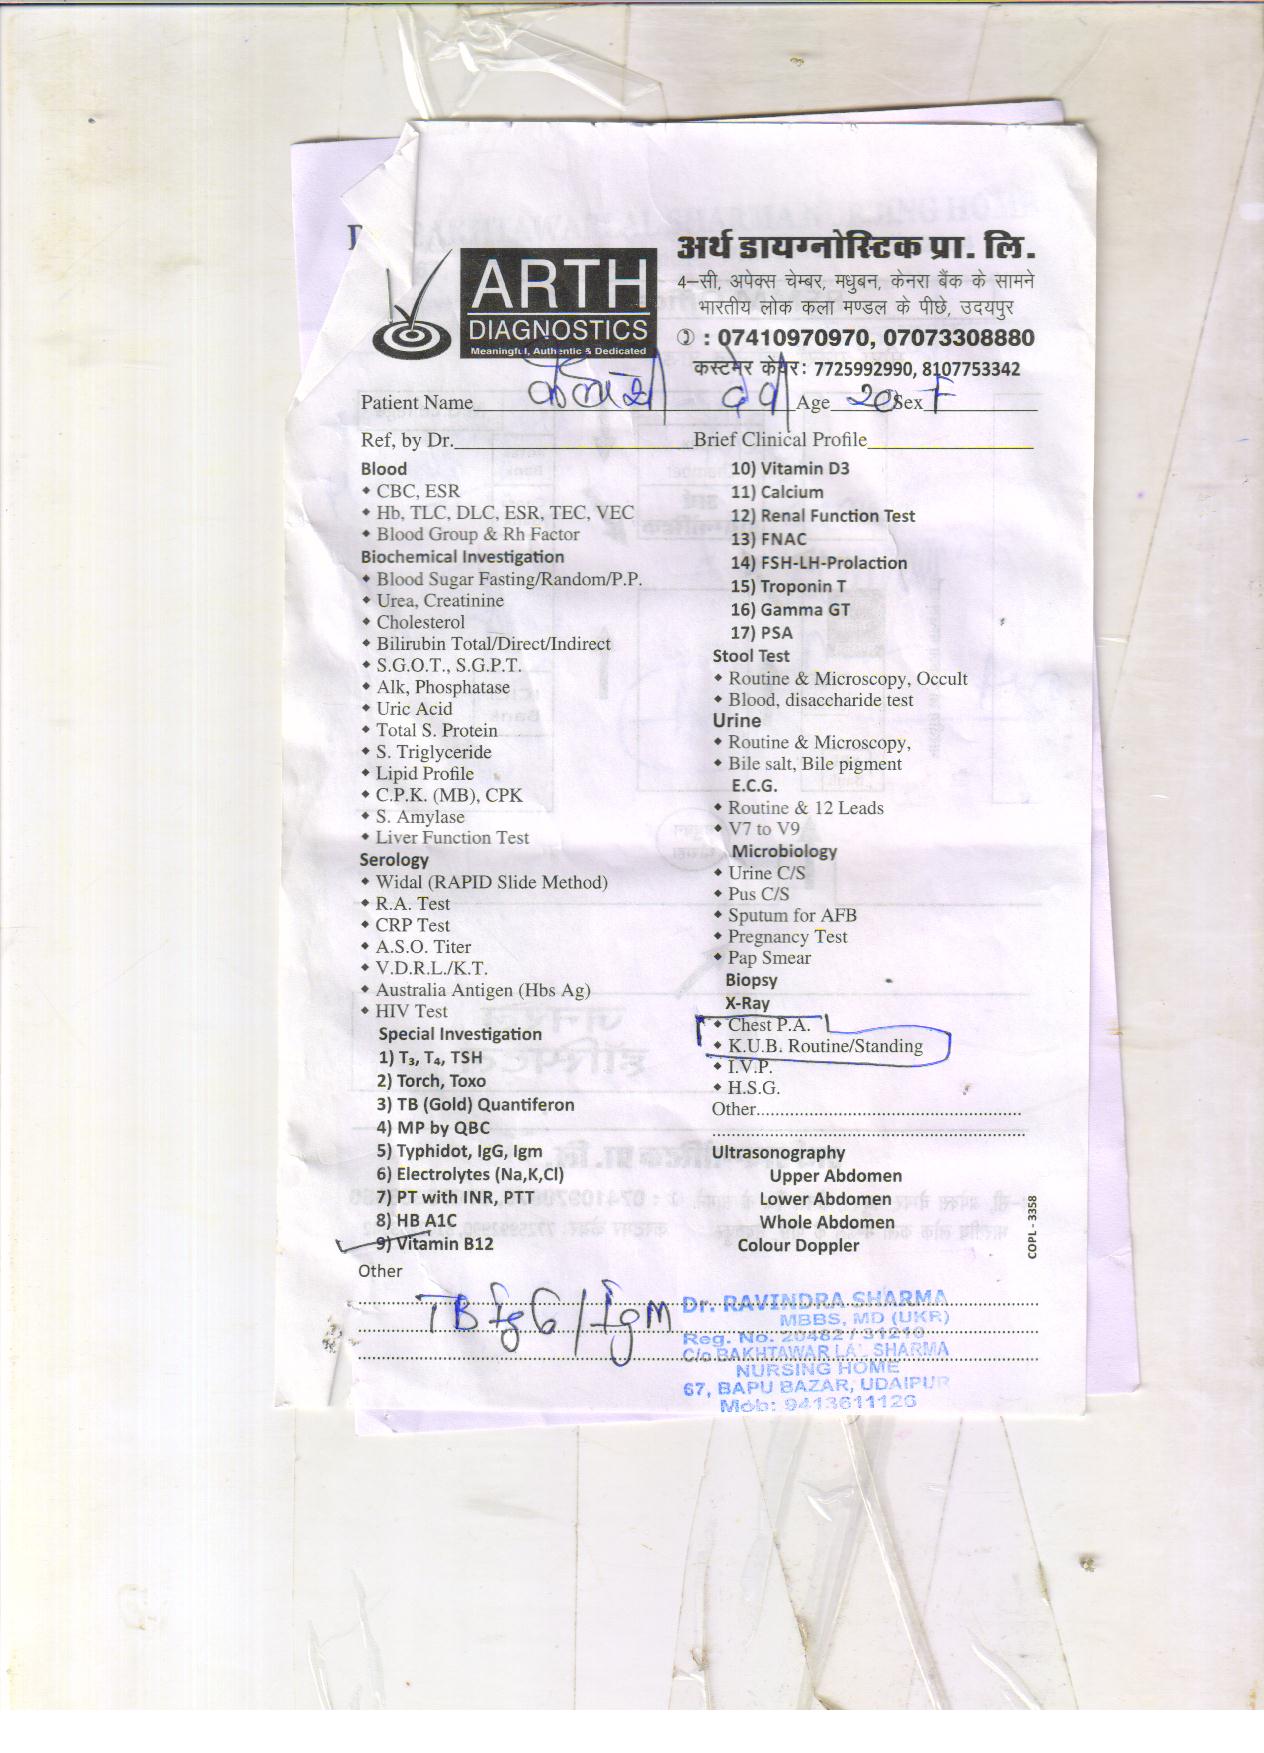 अर्थ डायग्नोस्टिक प्रा. लि.
ARTH
DIAGNOSTICS
Meaningful, Authentic & Dedicated
4–सी, अपेक्स चेम्बर, मधुबन, केनरा बैंक के सामने
भारतीय लोक कला मण्डल के पीछे, उदयपुर
: 07410970970, 07073308880
कस्टमेर केयर: 7725992990, 8107753342
Patient Name देवी Age Sex F
Ref, by Dr. Brief Clinical Profile
Blood
CBC, ESR
Hb, TLC, DLC, ESR, TEC, VEC
Blood Group & Rh Factor
Biochemical Investigation
Blood Sugar Fasting/Random/P.P.
Urea, Creatinine
Cholesterol
Bilirubin Total/Direct/Indirect
S.G.O.T., S.G.P.T.
Alk, Phosphatase
Uric Acid
Total S. Protein
S. Triglyceride
Lipid Profile
C.P.K. (MB), CPK
S. Amylase
Liver Function Test
Serology
Widal (RAPID Slide Method)
R.A. Test
CRP Test
A.S.O. Titer
V.D.R.L./K.T.
Australia Antigen (Hbs Ag)
HIV Test
Special Investigation
1) T₃, T₄, TSH
2) Torch, Toxo
3) TB (Gold) Quantiferon
4) MP by QBC
5) Typhidot, IgG, Igm
6) Electrolytes (Na,K,Cl)
7) PT with INR, PTT
8) HB A1C
9) Vitamin B12
Other
10) Vitamin D3
11) Calcium
12) Renal Function Test
13) FNAC
14) FSH-LH-Prolaction
15) Troponin T
16) Gamma GT
17) PSA
Stool Test
Routine & Microscopy, Occult
Blood, disaccharide test
Urine
Routine & Microscopy,
Bile salt, Bile pigment
E.C.G.
Routine & 12 Leads
V7 to V9
Microbiology
Urine C/S
Pus C/S
Sputum for AFB
Pregnancy Test
Pap Smear
Biopsy
X-Ray
Chest P.A.
K.U.B. Routine/Standing
I.V.P.
H.S.G.
Other
Ultrasonography
Upper Abdomen
Lower Abdomen
Whole Abdomen
Colour Doppler
COPL - 3358
TB IgG/IgM
Dr. RAVINDRA SHARMA
MBBS, MD (UKR)
Reg. No. 20482 / 31210
C/o BAKHTAWAR LAL SHARMA
NURSING HOME
67, BAPU BAZAR, UDAIPUR
Mob: 9413611126